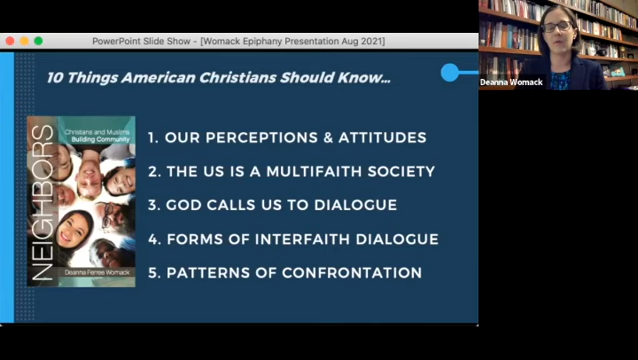 PowerPoint Slide Show - [Womack Epiphany Presentation Aug 2021]
10 Things American Christians Should Know...
Deanna Womack
NEIGHBORS
Christians and Muslims
Building Community
Deanna Ferree Womack
1. OUR PERCEPTIONS & ATTITUDES
2. THE US IS A MULTIFAITH SOCIETY
3. GOD CALLS US TO DIALOGUE
4. FORMS OF INTERFAITH DIALOGUE
5. PATTERNS OF CONFRONTATION